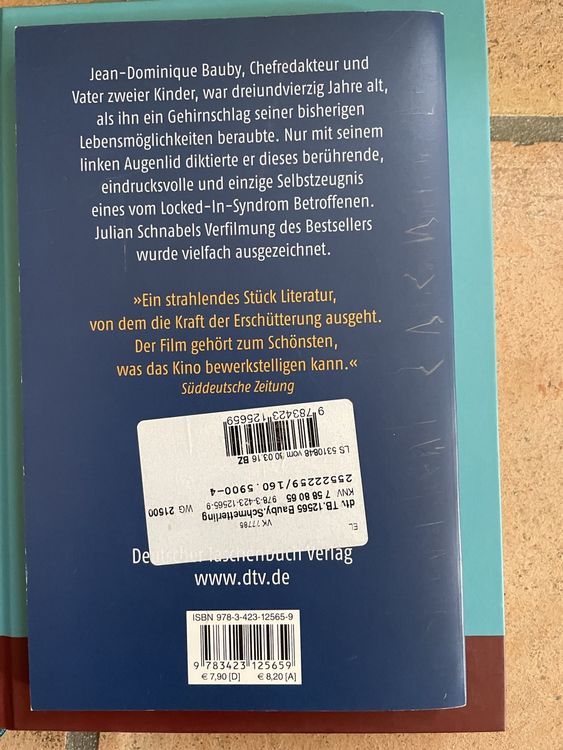 Jean-Dominique Bauby, Chefredakteur und
Vater zweier Kinder, war dreiundvierzig Jahre alt,
als ihn ein Gehirnschlag seiner bisherigen
Lebensmöglichkeiten beraubte. Nur mit seinem
linken Augenlid diktierte er dieses berührende,
eindrucksvolle und einzige Selbstzeugnis
eines vom Locked-In-Syndrom Betroffenen.
Julian Schnabels Verfilmung des Bestsellers
wurde vielfach ausgezeichnet.
»Ein strahlendes Stück Literatur,
von dem die Kraft der Erschütterung ausgeht.
Der Film gehört zum Schönsten,
was das Kino bewerkstelligen kann.«
Süddeutsche Zeitung
EL
VK 77785
dtv TB.12565 Bauby.Schmetterling
KNV 7 58 80 65 978-3-423-12565-9 WG 21500
25522259/160.5900-4
LS 5310848 vom 30.03.16 BZ
9 783423 125659
Deutscher Taschenbuch Verlag
www.dtv.de
ISBN 978-3-423-12565-9
9 783423 125659
€ 7,90 [D] € 8,20 [A]